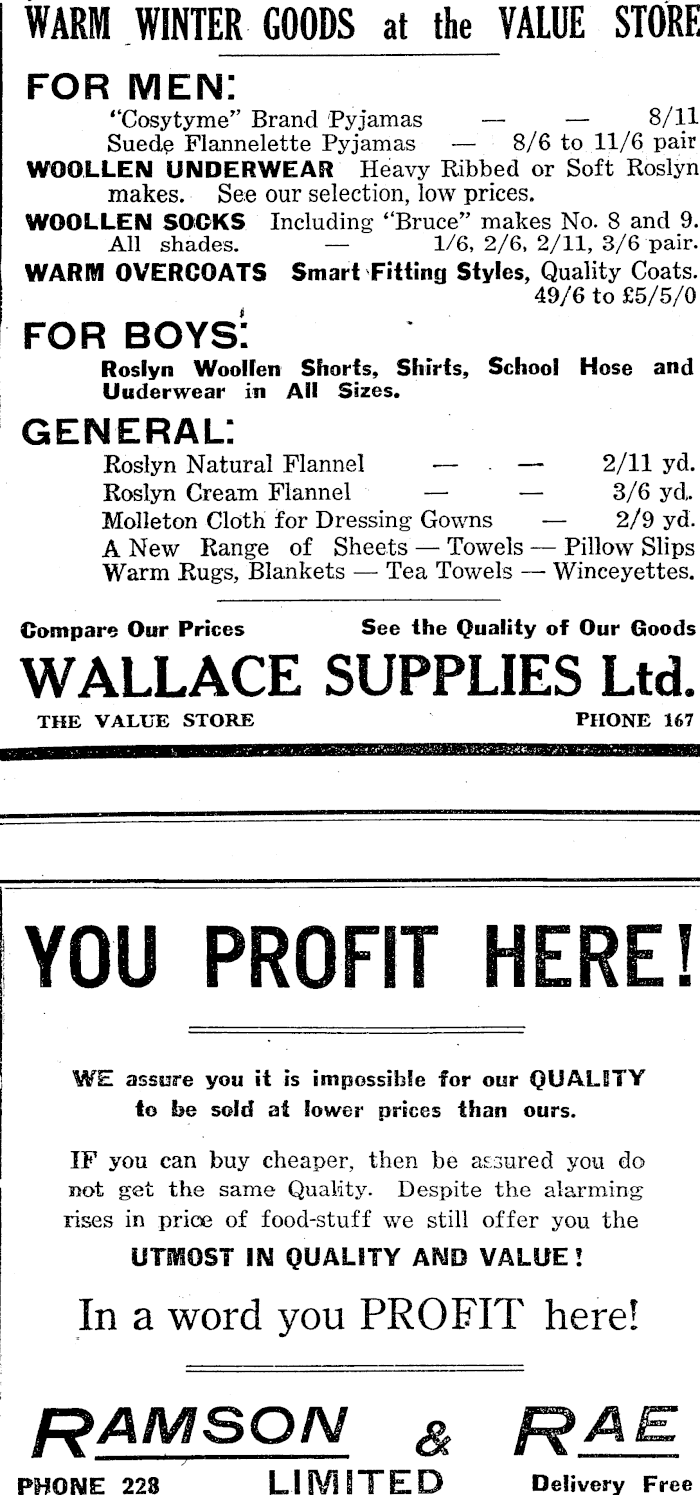 WARM WINTER GOODS at the VALUE STORE
FOR MEN:
"Cosytyme" Brand Pyjamas — — 8/11
Suede Flannelette Pyjamas — 8/6 to 11/6 pair
WOOLLEN UNDERWEAR Heavy Ribbed or Soft Roslyn
makes. See our selection, low prices.
WOOLLEN SOCKS Including "Bruce" makes No. 8 and 9.
All shades. — 1/6, 2/6, 2/11, 3/6 pair.
WARM OVERCOATS Smart Fitting Styles, Quality Coats.
49/6 to £5/5/0
FOR BOYS:
Roslyn Woollen Shorts, Shirts, School Hose and
Uuderwear in All Sizes.
GENERAL:
Roslyn Natural Flannel — — 2/11 yd.
Roslyn Cream Flannel — — 3/6 yd.
Molleton Cloth for Dressing Gowns — 2/9 yd.
A New Range of Sheets — Towels — Pillow Slips
Warm Rugs, Blankets — Tea Towels — Winceyettes.
Compare Our Prices See the Quality of Our Goods
WALLACE SUPPLIES Ltd.
THE VALUE STORE PHONE 167
YOU PROFIT HERE!
WE assure you it is impossible for our QUALITY
to be sold at lower prices than ours.
IF you can buy cheaper, then be assured you do
not get the same Quality. Despite the alarming
rises in price of food-stuff we still offer you the
UTMOST IN QUALITY AND VALUE!
In a word you PROFIT here!
RAMSON & RAE
PHONE 228 LIMITED Delivery Free